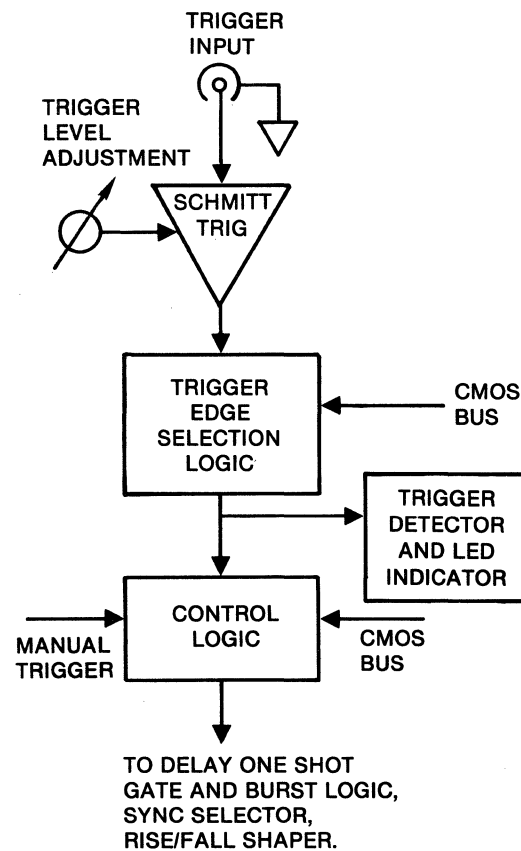 TRIGGER
INPUT
TRIGGER
LEVEL
ADJUSTMENT
SCHMITT
TRIG
TRIGGER
EDGE
SELECTION
LOGIC
CMOS
BUS
TRIGGER
DETECTOR
AND LED
INDICATOR
CONTROL
LOGIC
MANUAL
TRIGGER
CMOS
BUS
TO DELAY ONE SHOT
GATE AND BURST LOGIC,
SYNC SELECTOR,
RISE/FALL SHAPER.